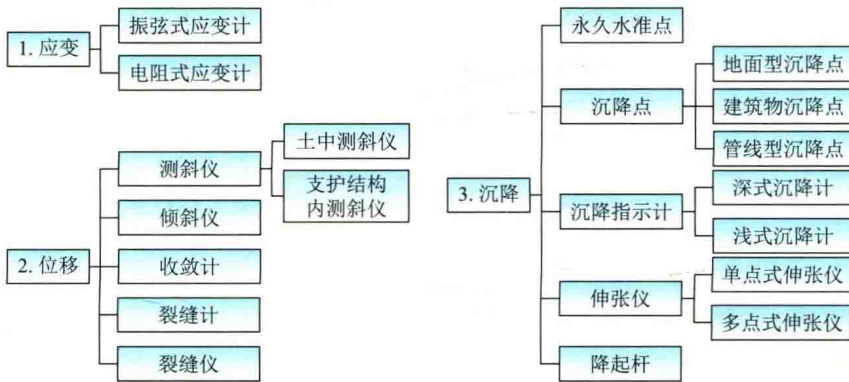 1. 应变
振弦式应变计
电阻式应变计
2. 位移
测斜仪
土中测斜仪
支护结构
内测斜仪
倾斜仪
收敛计
裂缝计
裂缝仪
3. 沉降
永久水准点
沉降点
地面型沉降点
建筑物沉降点
管线型沉降点
沉降指示计
深式沉降计
浅式沉降计
伸张仪
单点式伸张仪
多点式伸张仪
降起杆